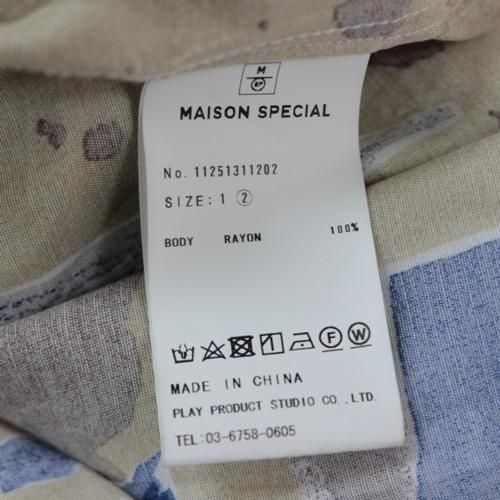 M
SP
MAISON SPECIAL
No. 11251311202
SIZE: 1 ②
BODY RAYON 100%
F W
MADE IN CHINA
PLAY PRODUCT STUDIO CO.,LTD.
TEL:03-6758-0605